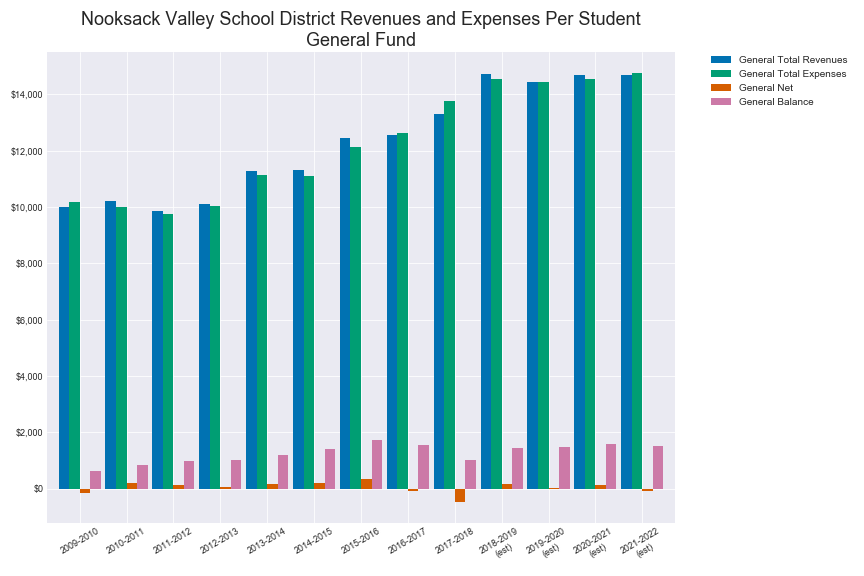 Nooksack Valley School District Revenues and Expenses Per Student
General Fund
General Total Revenues
General Total Expenses
General Net
General Balance
$14,000
$12,000
$10,000
$8,000
$6,000
$4,000
$2,000
$0
2009-2010
2010-2011
2011-2012
2012-2013
2013-2014
2014-2015
2015-2016
2016-2017
2017-2018
2018-2019
(est)
2019-2020
(est)
2020-2021
(est)
2021-2022
(est)